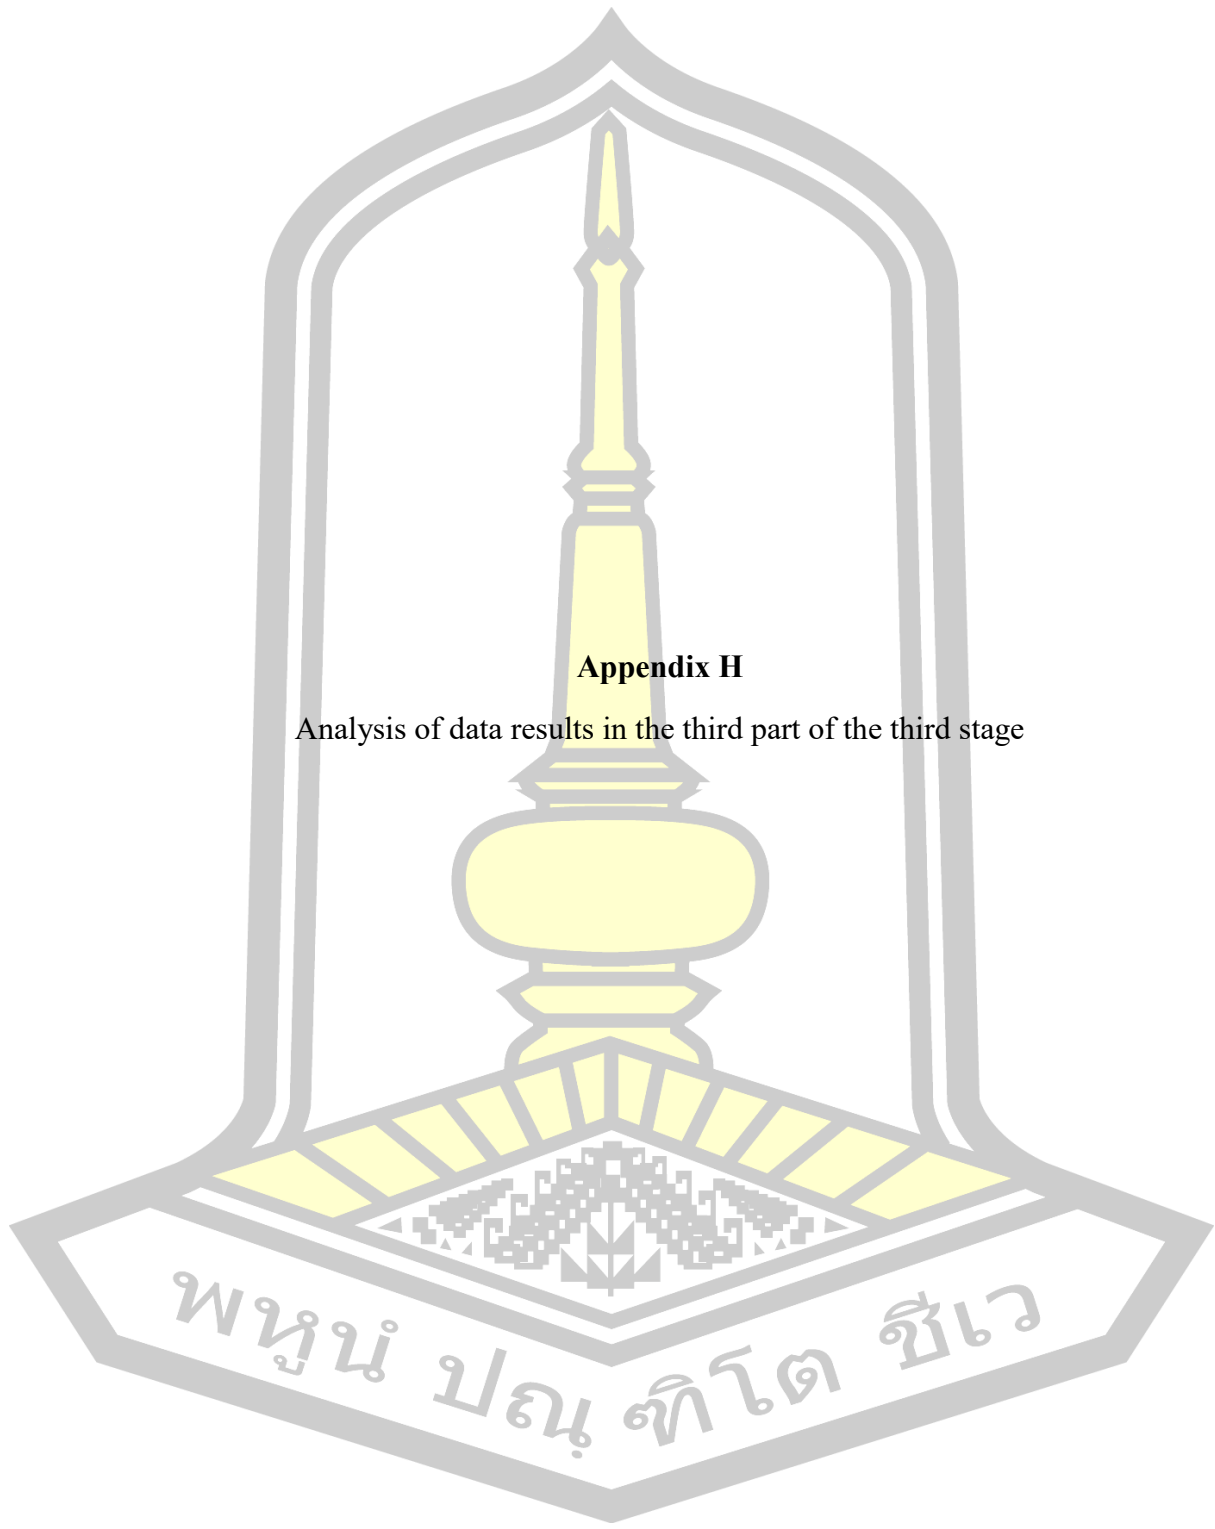 Appendix H
Analysis of data results in the third part of the third stage
พหูนํ ปณฺฑิโต ชีเว